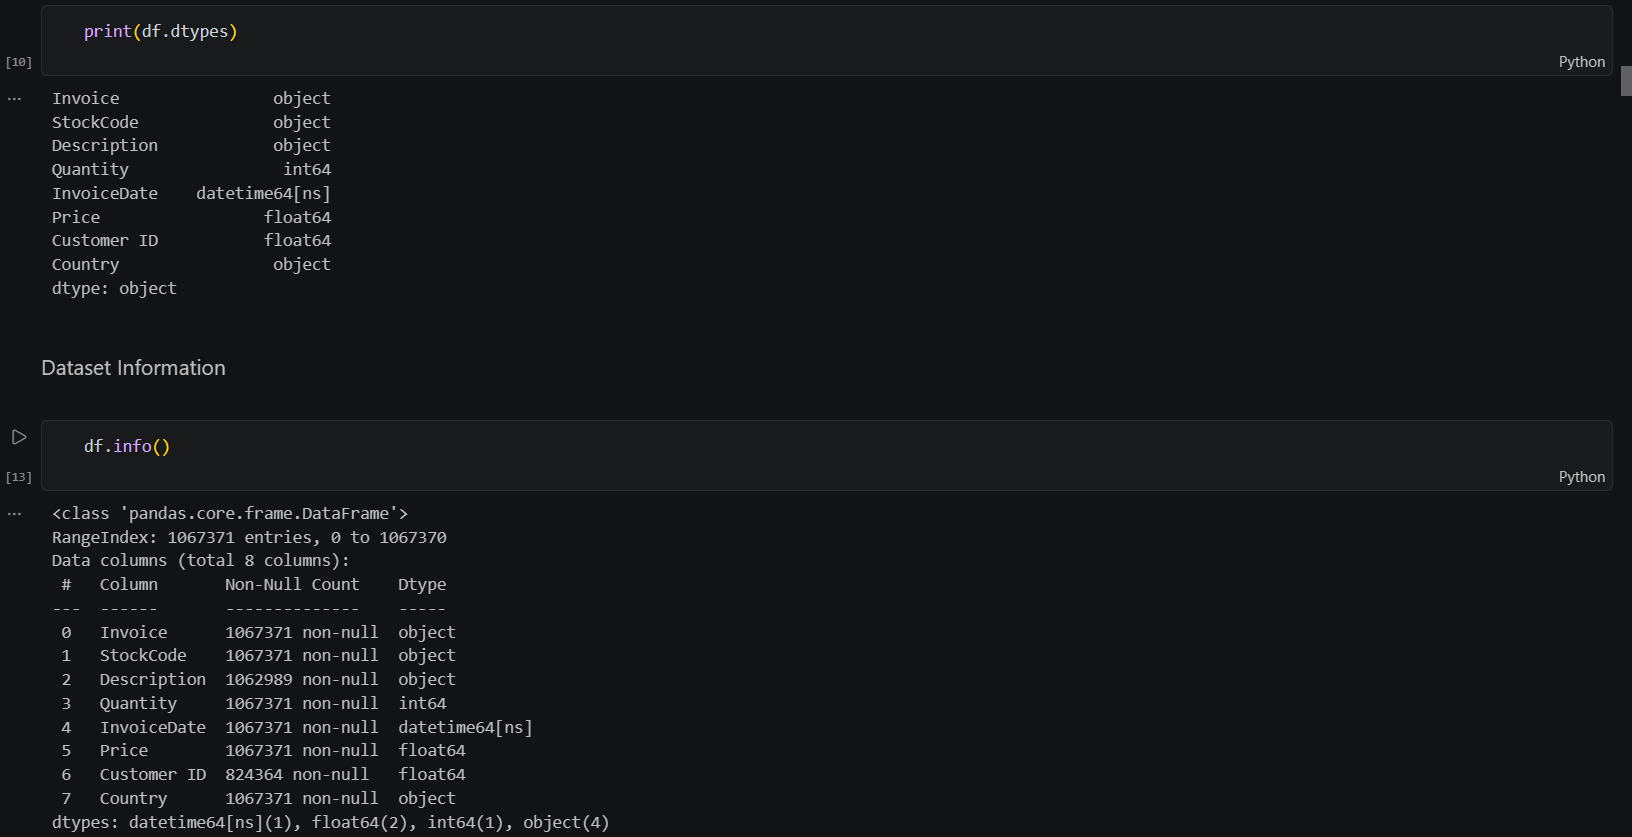 print(df.dtypes)
[10]
Python
...
Invoice                object
StockCode              object
Description            object
Quantity                int64
InvoiceDate    datetime64[ns]
Price                 float64
Customer ID           float64
Country                object
dtype: object
Dataset Information
df.info()
[13]
Python
...
<class 'pandas.core.frame.DataFrame'>
RangeIndex: 1067371 entries, 0 to 1067370
Data columns (total 8 columns):
 #   Column       Non-Null Count    Dtype
---  ------       --------------    -----
 0   Invoice      1067371 non-null  object
 1   StockCode    1067371 non-null  object
 2   Description  1062989 non-null  object
 3   Quantity     1067371 non-null  int64
 4   InvoiceDate  1067371 non-null  datetime64[ns]
 5   Price        1067371 non-null  float64
 6   Customer ID  824364 non-null   float64
 7   Country      1067371 non-null  object
dtypes: datetime64[ns](1), float64(2), int64(1), object(4)